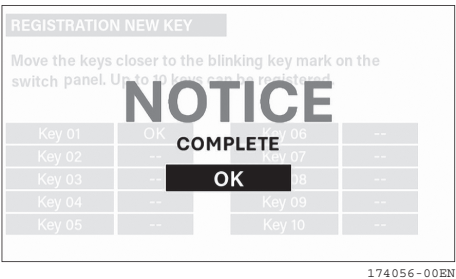 REGISTRATION NEW KEY
Move the keys closer to the blinking key mark on the
switch panel. Up to 10 keys can be registered.
NOTICE
COMPLETE
OK
Key 01 OK Key 06 --
Key 02 -- Key 07 --
Key 03 -- 08 --
Key 04 -- Key 09 --
Key 05 -- Key 10 --
174056-00EN